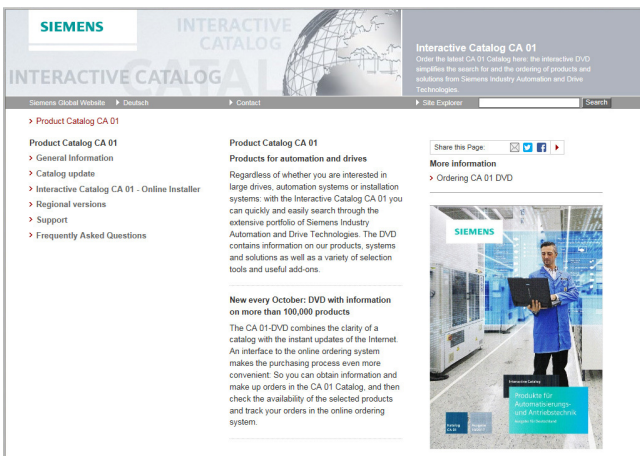 SIEMENS
INTERACTIVE
CATALOG
INTERACTIVE CATALOG
CATAL
Interactive Catalog CA 01
Order the latest CA 01 Catalog here: the interactive DVD
simplifies the search for and the ordering of products and
solutions from Siemens Industry Automation and Drive
Technologies.
Siemens Global Website Deutsch Contact Site Explorer Search
Product Catalog CA 01
Product Catalog CA 01
General Information
Catalog update
Interactive Catalog CA 01 - Online Installer
Regional versions
Support
Frequently Asked Questions
Product Catalog CA 01
Products for automation and drives
Regardless of whether you are interested in
large drives, automation systems or installation
systems: with the Interactive Catalog CA 01 you
can quickly and easily search through the
extensive portfolio of Siemens Industry
Automation and Drive Technologies. The DVD
contains information on our products, systems
and solutions as well as a variety of selection
tools and useful add-ons.
New every October: DVD with information
on more than 100,000 products
The CA 01-DVD combines the clarity of a
catalog with the instant updates of the Internet.
An interface to the online ordering system
makes the purchasing process even more
convenient: So you can obtain information and
make up orders in the CA 01 Catalog, and then
check the availability of the selected products
and track your orders in the online ordering
system.
Share this Page:
More information
Ordering CA 01 DVD
SIEMENS
Interactive Catalog
Produkte für
Automatisierungs-
und Antriebstechnik
Ausgabe für Deutschland
Katalog
CA 01